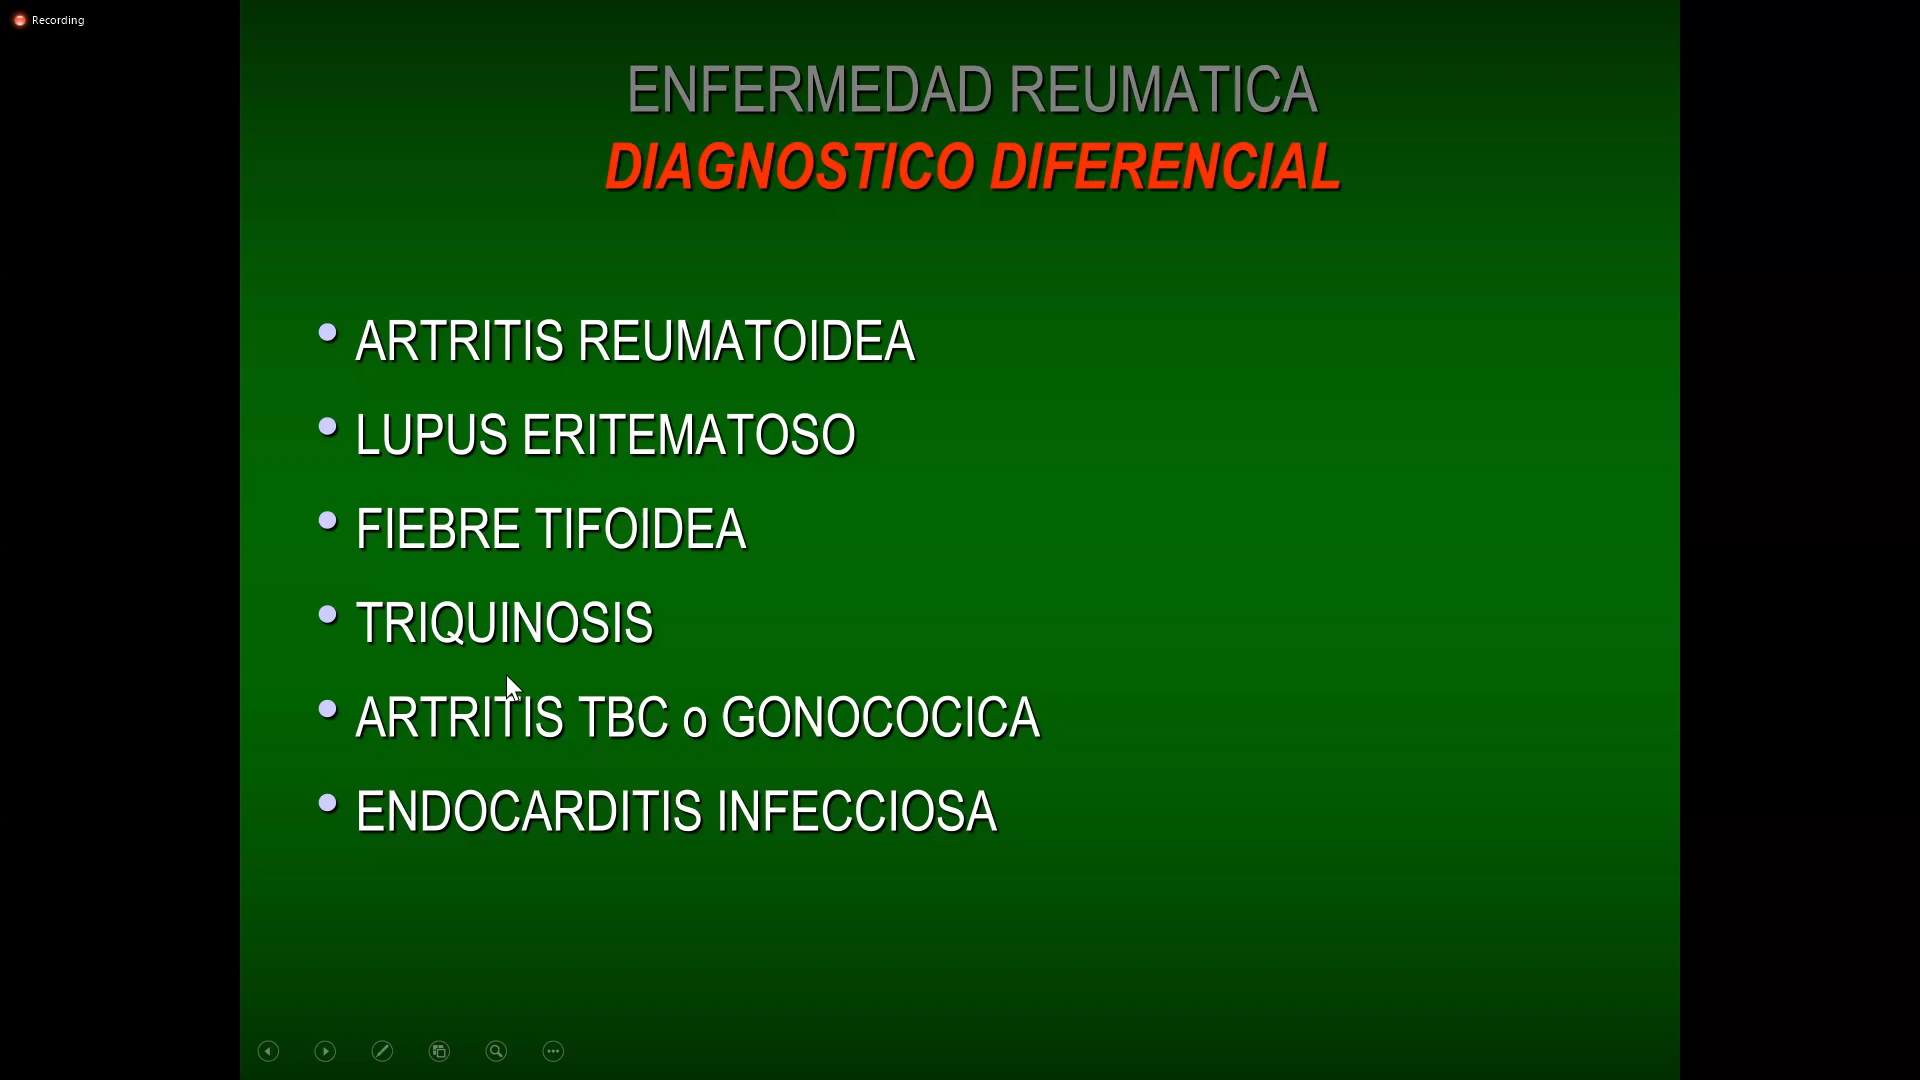 Recording
ENFERMEDAD REUMATICA
DIAGNOSTICO DIFERENCIAL
• ARTRITIS REUMATOIDEA
• LUPUS ERITEMATOSO
• FIEBRE TIFOIDEA
• TRIQUINOSIS
• ARTRITIS TBC o GONOCOCICA
• ENDOCARDITIS INFECCIOSA